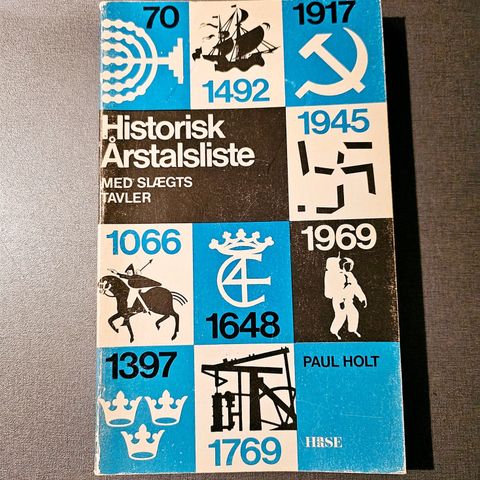 70
1917
1492
Historisk
Årstalsliste
MED SLÆGTS
TAVLER
1945
1066
1969
1648
1397
PAUL HOLT
1769
HASE